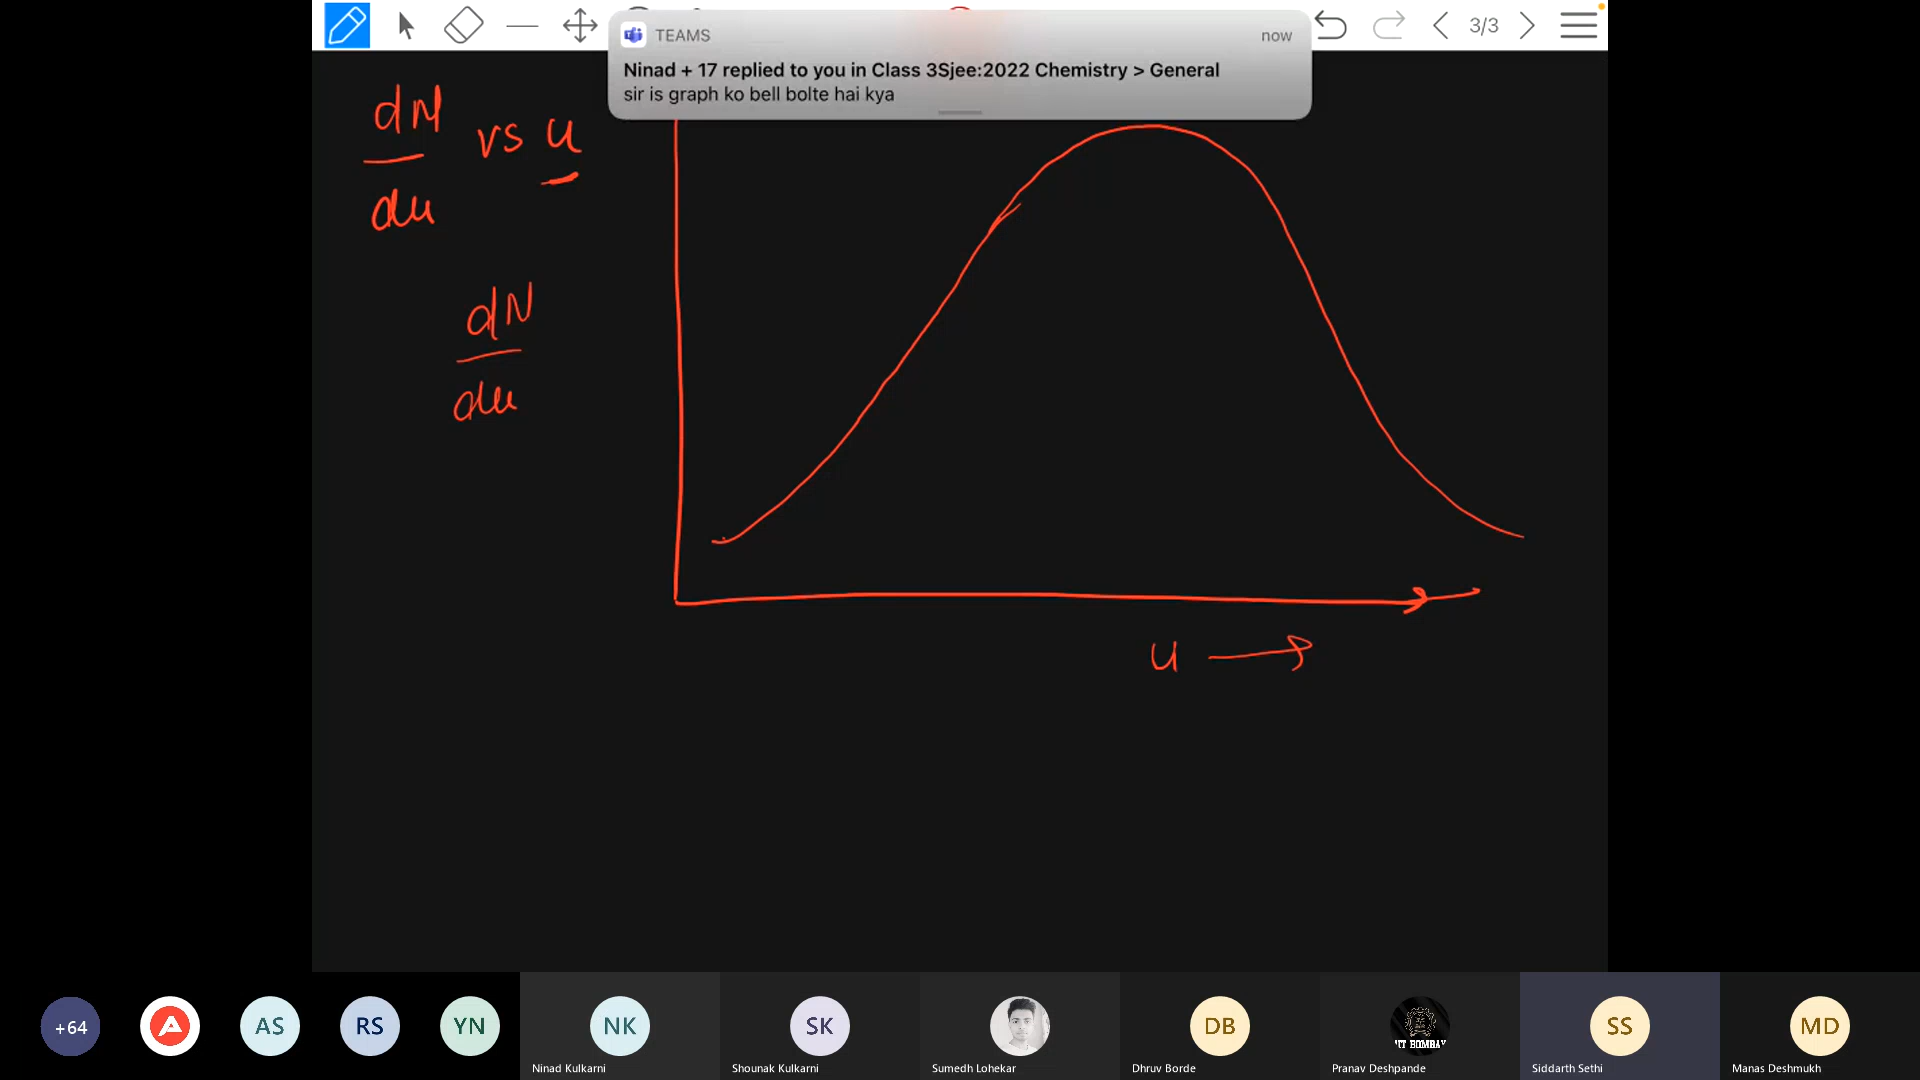 3/3
TEAMS
now
Ninad + 17 replied to you in Class 3Sjee:2022 Chemistry > General
sir is graph ko bell bolte hai kya
dN
vs u
du
dN
du
u
+64
AS
RS
YN
NK
SK
DB
IIT BOMBAY
SS
MD
Ninad Kulkarni
Shounak Kulkarni
Sumedh Lohekar
Dhruv Borde
Pranav Deshpande
Siddarth Sethi
Manas Deshmukh